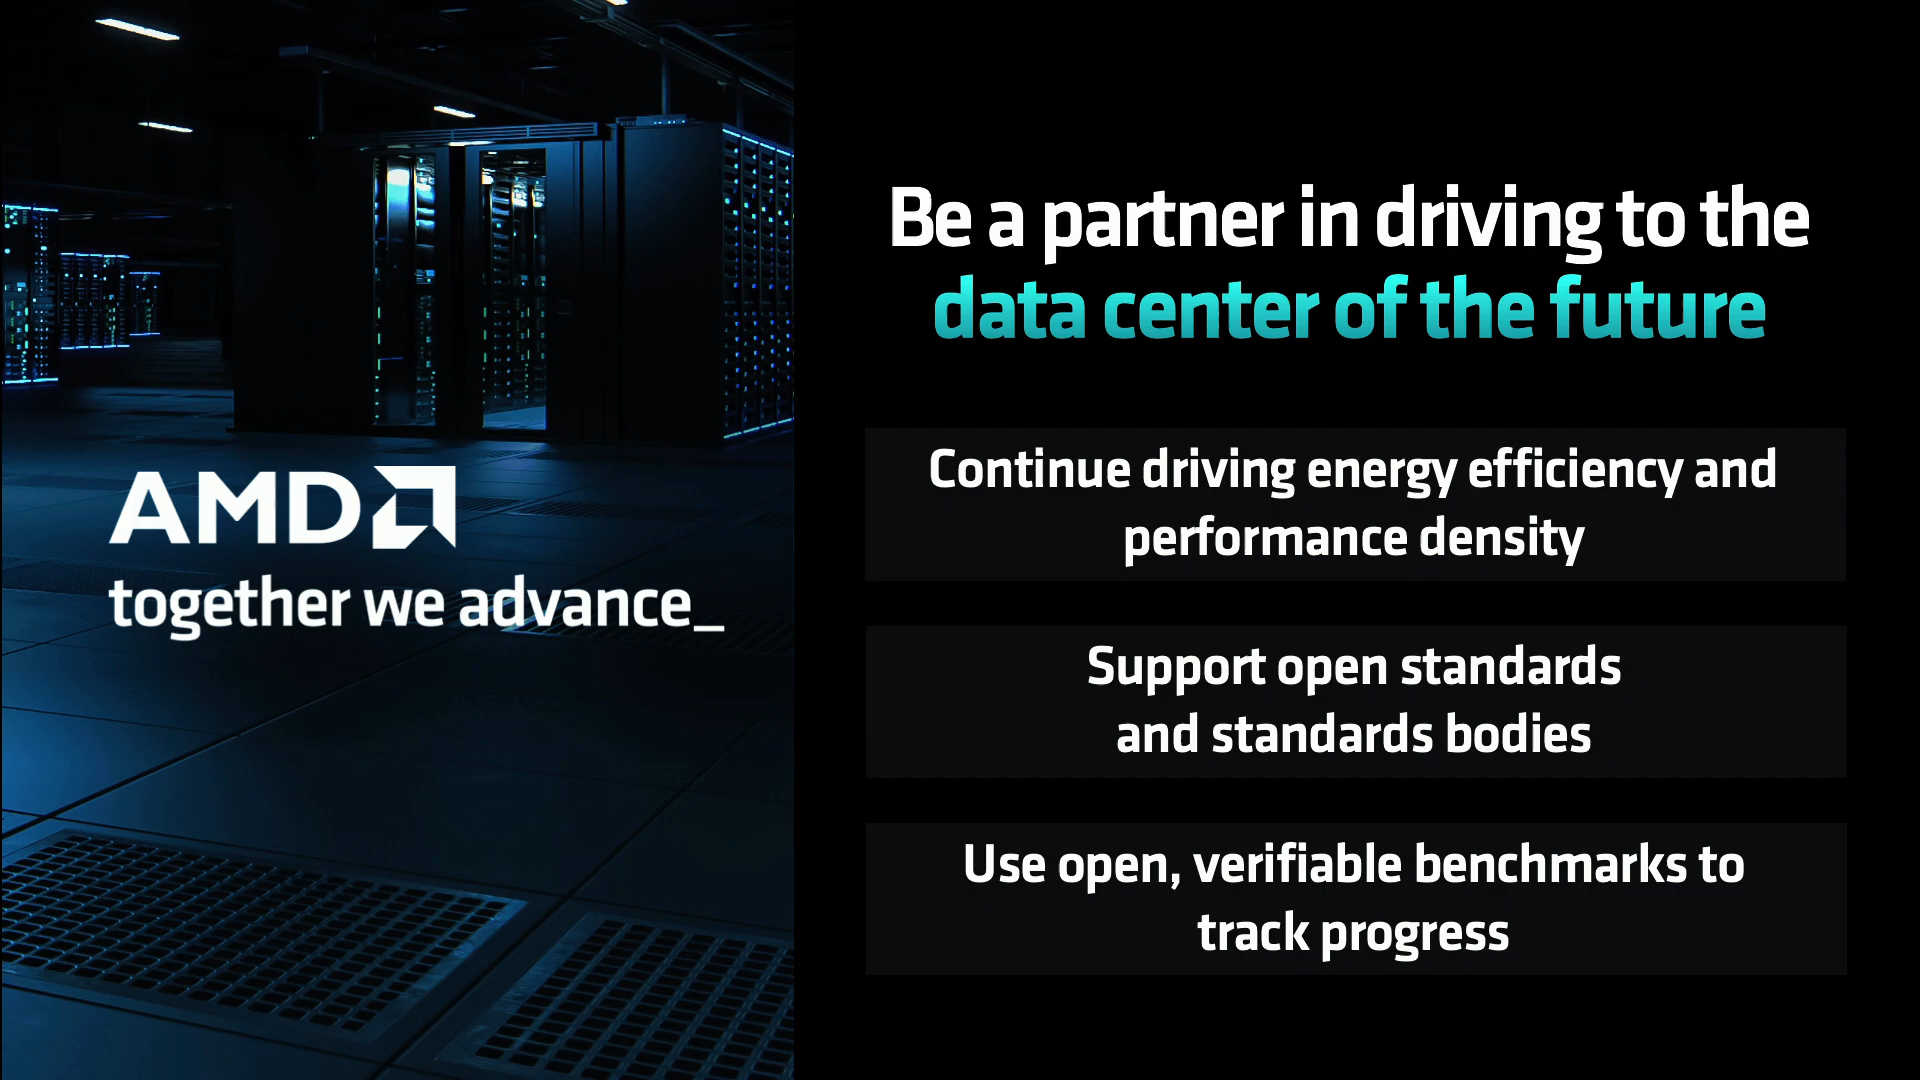 AMD
together we advance_
Be a partner in driving to the
data center of the future
Continue driving energy efficiency and
performance density
Support open standards
and standards bodies
Use open, verifiable benchmarks to
track progress